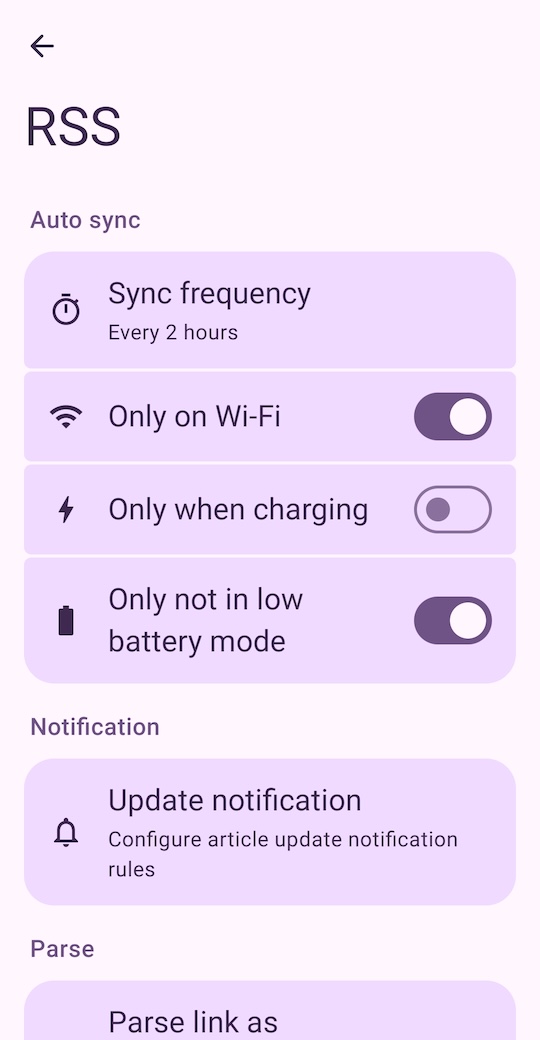 RSS
Auto sync
Sync frequency
Every 2 hours
Only on Wi-Fi
Only when charging
Only not in low
battery mode
Notification
Update notification
Configure article update notification
rules
Parse
Parse link as